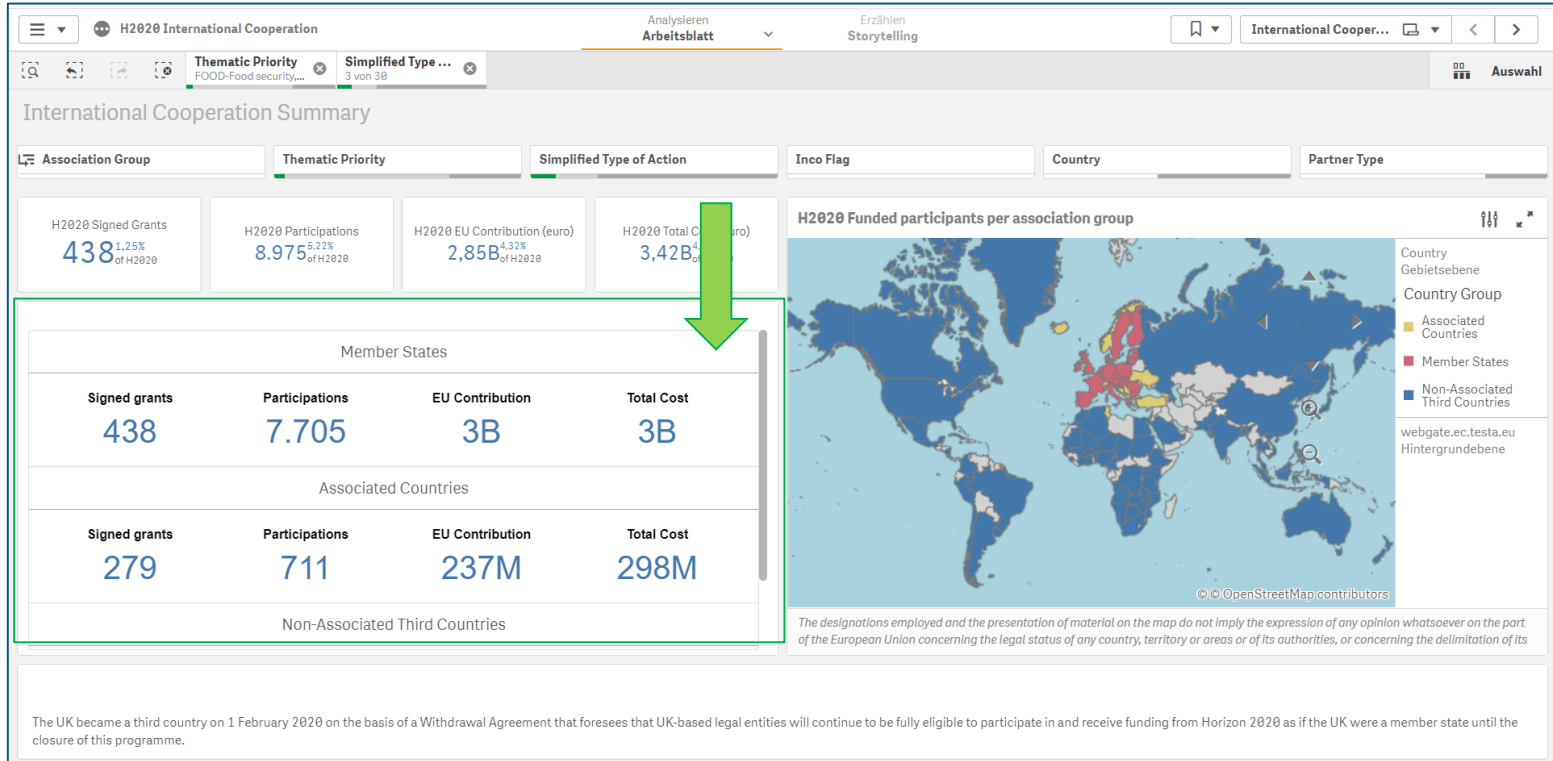 H2020 International Cooperation
Analysieren
Arbeitsblatt
Erzählen
Storytelling
International Cooper...
Thematic Priority
FOOD-Food security,...
Simplified Type ...
3 von 30
Auswahl
International Cooperation Summary
Association Group
Thematic Priority
Simplified Type of Action
Inco Flag
Country
Partner Type
H2020 Signed Grants
438 1,25% of H2020
H2020 Participations
8.975 5,22% of H2020
H2020 EU Contribution (euro)
2,85B 4,32% of H2020
H2020 Total
3,42B
H2020 Funded participants per association group
Country
Gebietsebene
Country Group
Associated
Countries
Member States
Non-Associated
Third Countries
webgate.ec.testa.eu
Hintergrundebene
© © OpenStreetMap contributors
The designations employed and the presentation of material on the map do not imply the expression of any opinion whatsoever on the part
of the European Union concerning the legal status of any country, territory or areas or of its authorities, or concerning the delimitation of its
Member States
Signed grants Participations EU Contribution Total Cost
438 7.705 3B 3B
Associated Countries
Signed grants Participations EU Contribution Total Cost
279 711 237M 298M
Non-Associated Third Countries
The UK became a third country on 1 February 2020 on the basis of a Withdrawal Agreement that foresees that UK-based legal entities will continue to be fully eligible to participate in and receive funding from Horizon 2020 as if the UK were a member state until the
closure of this programme.